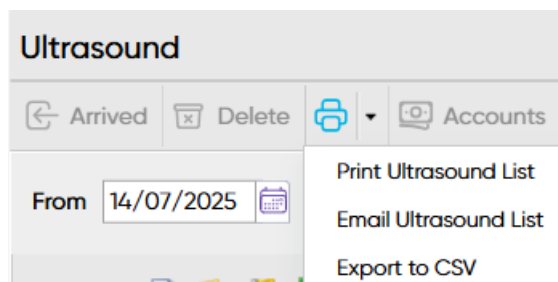 Ultrasound
Arrived Delete Accounts
Print Ultrasound List
From 14/07/2025
Email Ultrasound List
Export to CSV